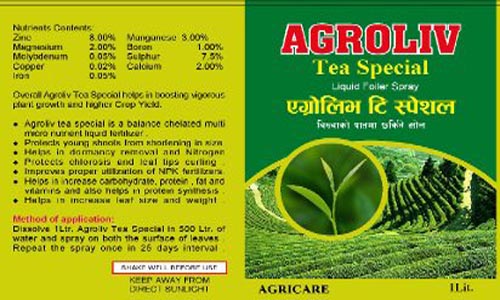 Nutrients Contents:
Zinc 8.00% Manganese 3.00%
Magnesium 2.00% Boron 1.00%
Molybdenum 0.05% Sulphur 7.5%
Copper 0.02% Calcium 2.00%
Iron 0.05%
Overall Agroliv Tea Special helps in boosting vigorous
plant growth and higher Crop Yield.
• Agroliv tea special is a balance chelated multi
micro nutrient liquid fertilizer .
• Protects young shoots from shortening in size.
• Helps in dormancy removal and Nitrogen
• Protects chlorosis and leaf tips curling .
• Improves proper utilization of NPK fertilizers.
• Helps in increase carbohydrate, protein , fat and
vitamins and also helps in protein synthesis .
• Helps in increase leaf size and weight .
Method of application:
Dissolve 1Ltr. Agroliv Tea Special in 500 Ltr. of
water and spray on both the surface of leaves .
Repeat the spray once in 25 days interval .
SHAKE WELL BEFORE USE
KEEP AWAY FROM
DIRECT SUNLIGHT
AGROLIV
Tea Special
Liquid Foiler Spray
एग्रोलिभ टि स्पेशल
चियाको पातमा छर्किने झोल
AGRICARE 1Lit.